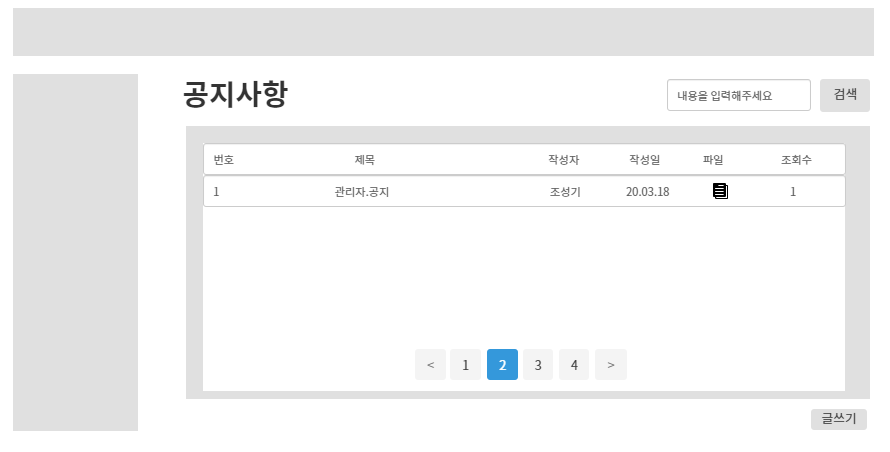 공지사항 내용을 입력해주세요 검색
번호 제목 작성자 작성일 파일 조회수
1 관리자.공지 조성기 20.03.18 1
< 1 2 3 4 >
글쓰기